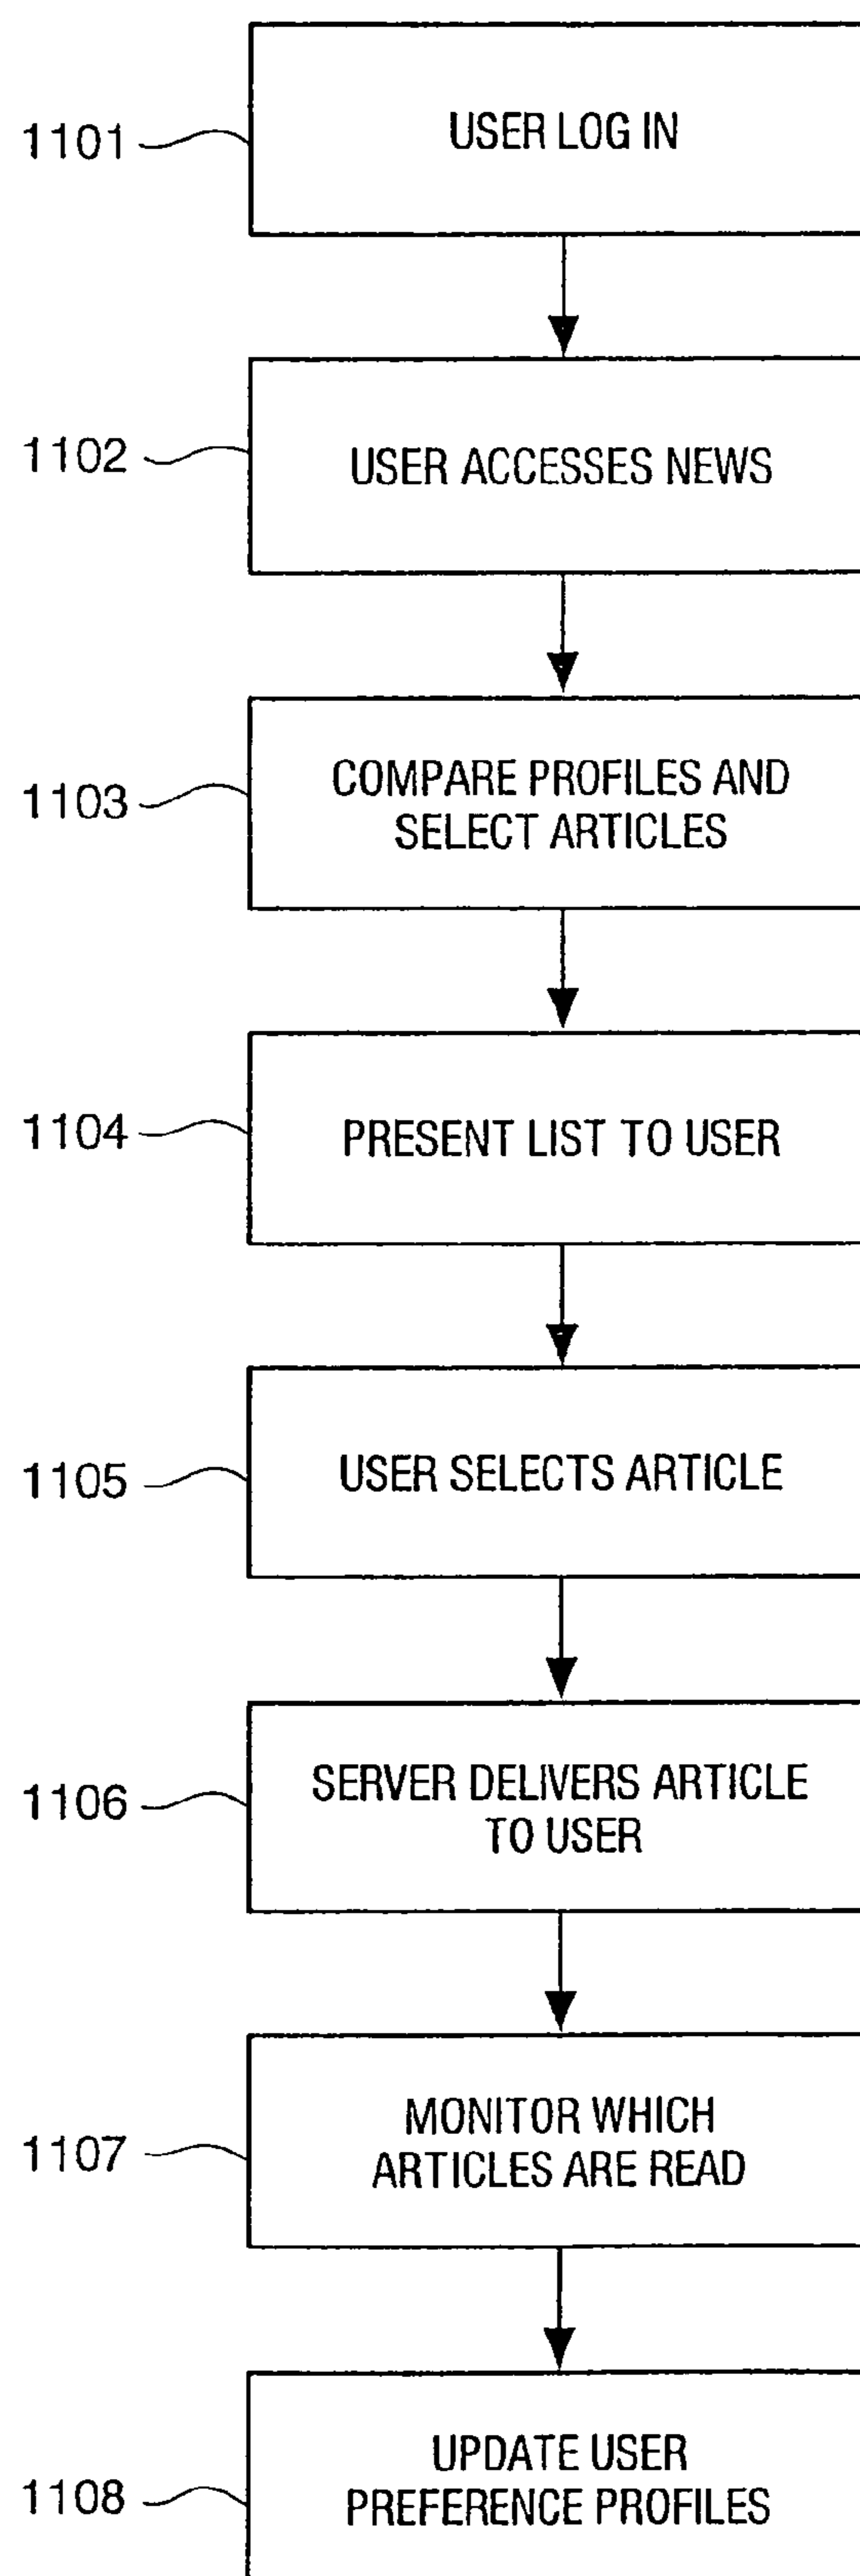 1101
USER LOG IN
1102
USER ACCESSES NEWS
1103
COMPARE PROFILES AND
SELECT ARTICLES
1104
PRESENT LIST TO USER
1105
USER SELECTS ARTICLE
1106
SERVER DELIVERS ARTICLE
TO USER
1107
MONITOR WHICH
ARTICLES ARE READ
1108
UPDATE USER
PREFERENCE PROFILES